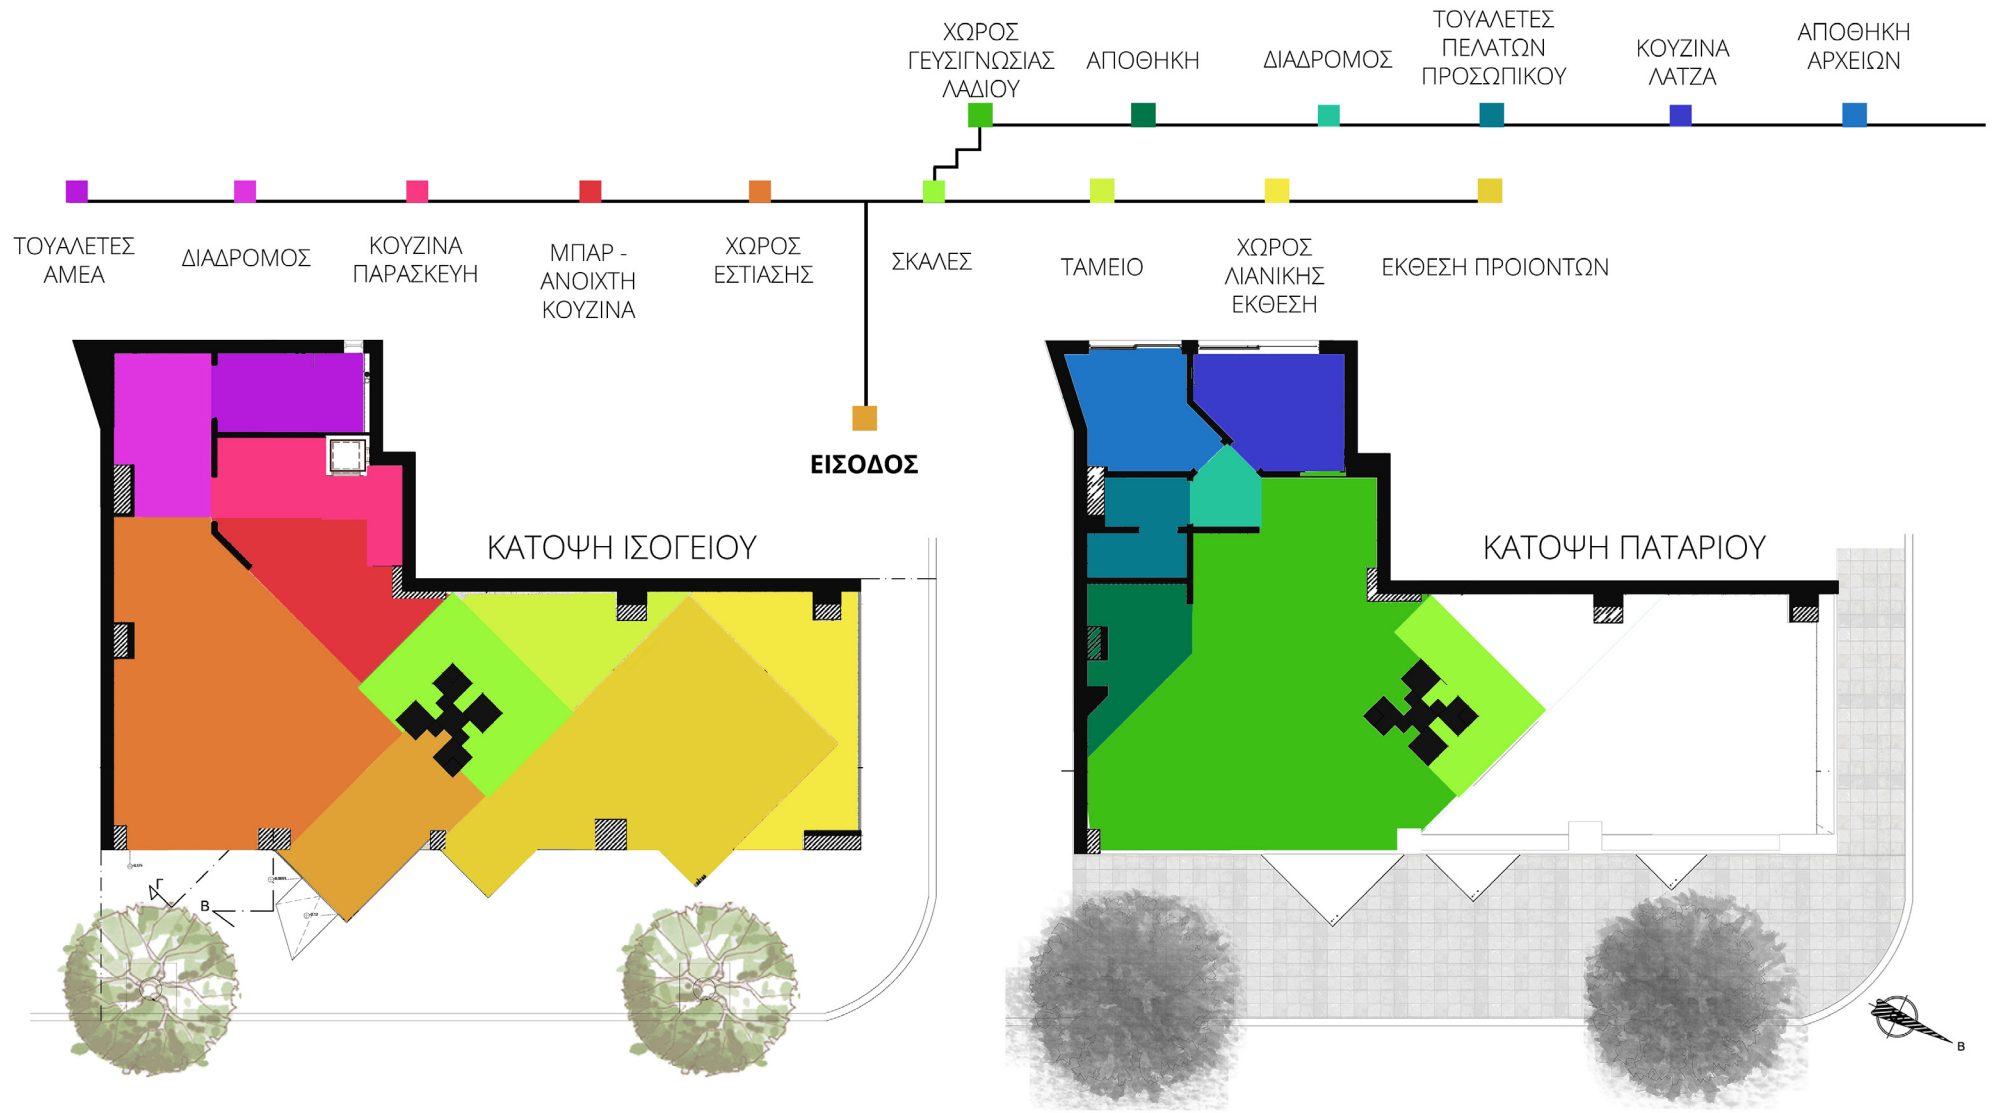 ΧΩΡΟΣ
ΓΕΥΣΙΓΝΩΣΙΑΣ
ΛΑΔΙΟΥ
ΑΠΟΘΗΚΗ
ΔΙΑΔΡΟΜΟΣ
ΤΟΥΑΛΕΤΕΣ
ΠΕΛΑΤΩΝ
ΠΡΟΣΩΠΙΚΟΥ
ΚΟΥΖΙΝΑ
ΛΑΤΖΑ
ΑΠΟΘΗΚΗ
ΑΡΧΕΙΩΝ
ΤΟΥΑΛΕΤΕΣ
ΑΜΕΑ
ΔΙΑΔΡΟΜΟΣ
ΚΟΥΖΙΝΑ
ΠΑΡΑΣΚΕΥΗ
ΜΠΑΡ -
ΑΝΟΙΧΤΗ
ΚΟΥΖΙΝΑ
ΧΩΡΟΣ
ΕΣΤΙΑΣΗΣ
ΣΚΑΛΕΣ
ΤΑΜΕΙΟ
ΧΩΡΟΣ
ΛΙΑΝΙΚΗΣ
ΕΚΘΕΣΗ
ΕΚΘΕΣΗ ΠΡΟΙΟΝΤΩΝ
ΕΙΣΟΔΟΣ
ΚΑΤΟΨΗ ΙΣΟΓΕΙΟΥ
ΚΑΤΟΨΗ ΠΑΤΑΡΙΟΥ
Γ
Β
Β